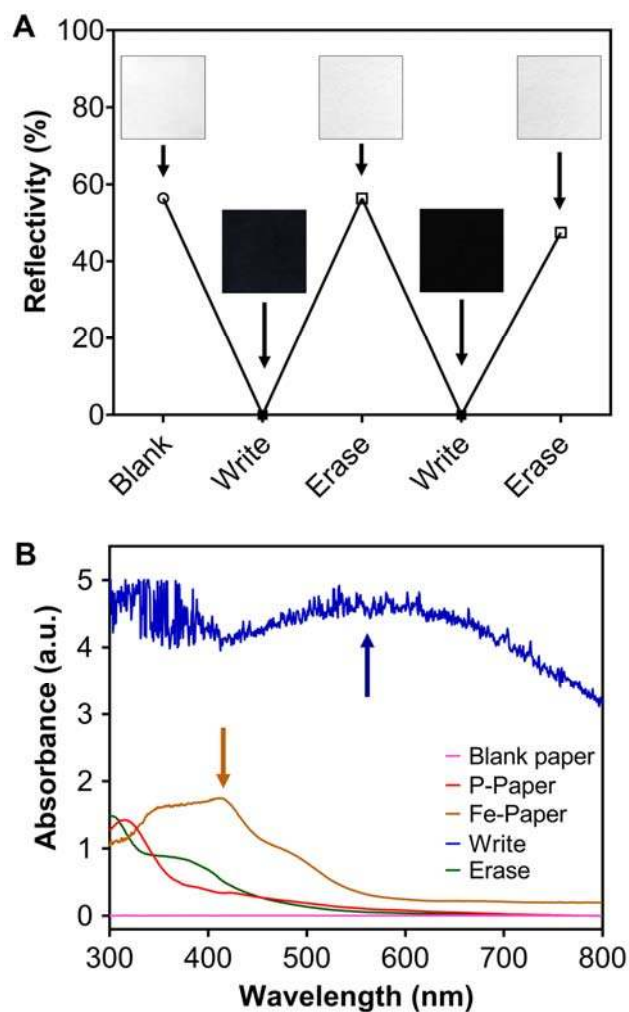 A
Reflectivity (%)
100
80
60
40
20
0
Blank
Write
Erase
Write
Erase
B
Absorbance (a.u.)
5
4
3
2
1
0
Blank paper
P-Paper
Fe-Paper
Write
Erase
300
400
500
600
700
800
Wavelength (nm)